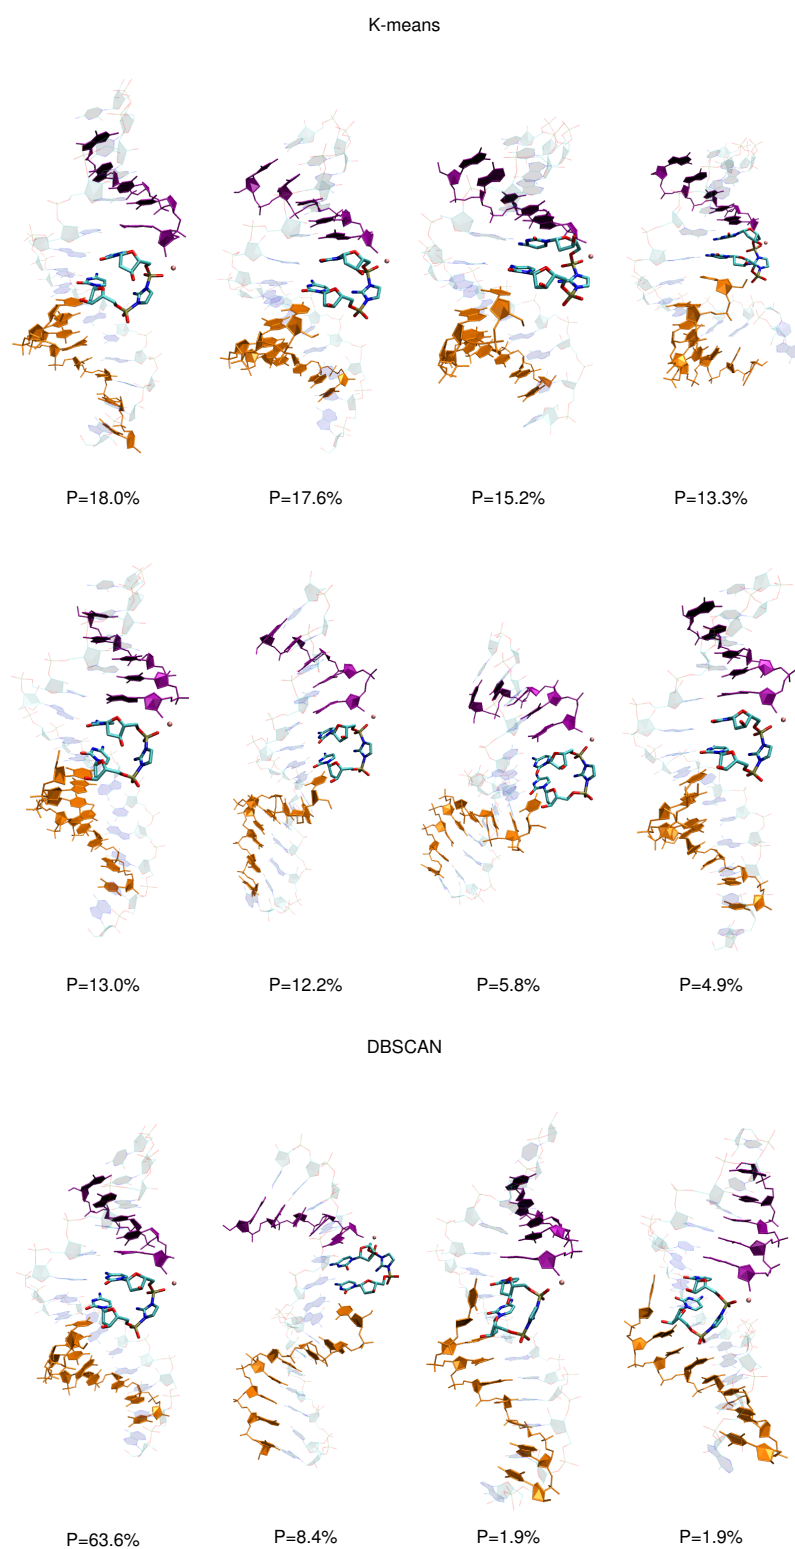 K-means
P=18.0% P=17.6% P=15.2% P=13.3%
P=13.0% P=12.2% P=5.8% P=4.9%
DBSCAN
P=63.6% P=8.4% P=1.9% P=1.9%